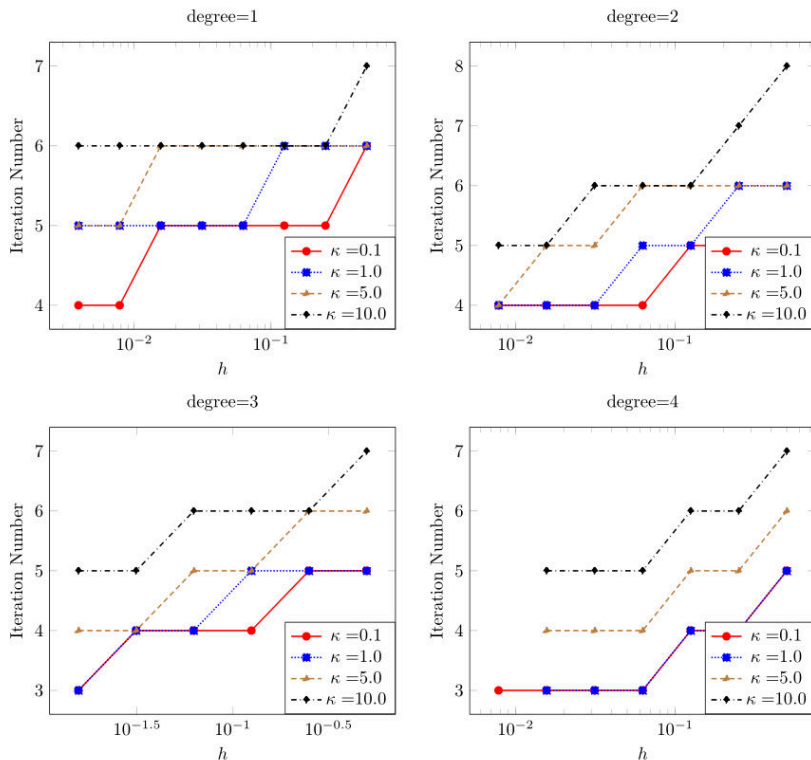 degree=1
7
6
5
4
Iteration Number
10⁻²
10⁻¹
h
κ =0.1
κ =1.0
κ =5.0
κ =10.0
degree=2
8
7
6
5
4
Iteration Number
10⁻²
10⁻¹
h
κ =0.1
κ =1.0
κ =5.0
κ =10.0
degree=3
7
6
5
4
3
Iteration Number
10⁻¹·⁵
10⁻¹
10⁻⁰·⁵
h
κ =0.1
κ =1.0
κ =5.0
κ =10.0
degree=4
7
6
5
4
3
Iteration Number
10⁻²
10⁻¹
h
κ =0.1
κ =1.0
κ =5.0
κ =10.0